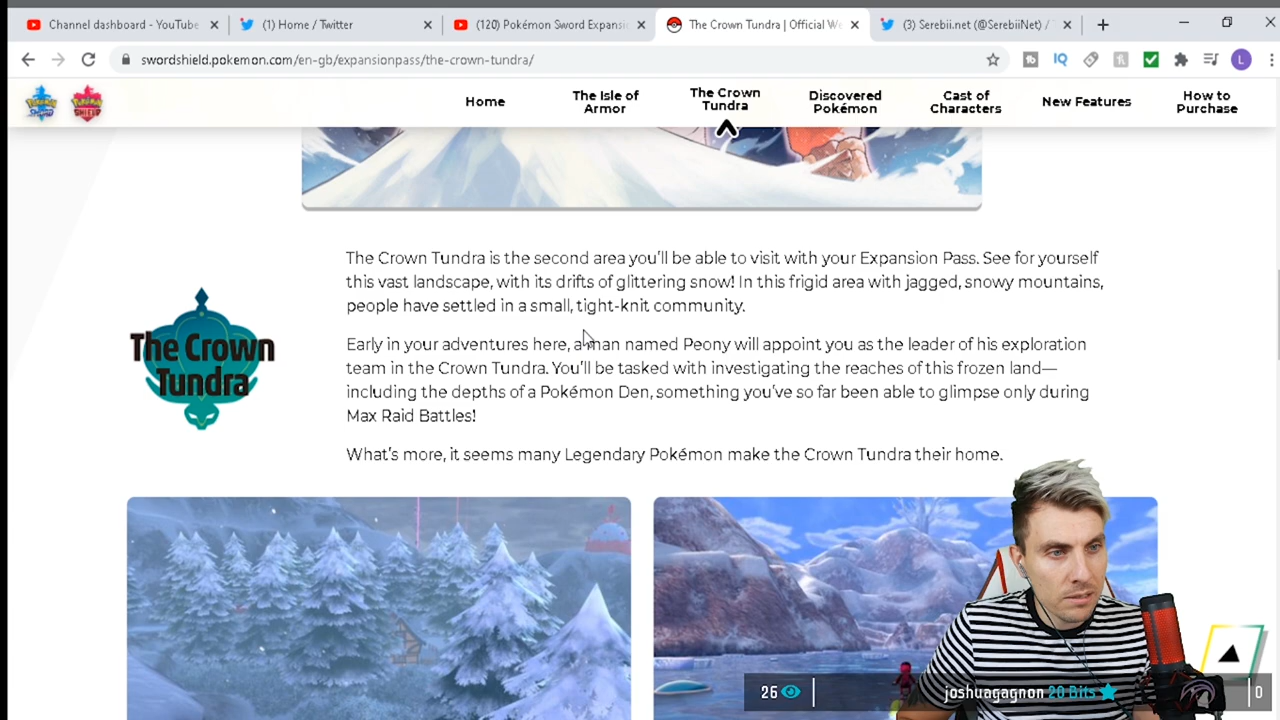 Channel dashboard - YouTube
(1) Home / Twitter
(120) Pokémon Sword Expansi
The Crown Tundra | Official We
(3) Serebii.net (@SerebiiNet) /
swordshield.pokemon.com/en-gb/expansionpass/the-crown-tundra/
Home
The Isle of
Armor
The Crown
Tundra
Discovered
Pokémon
Cast of
Characters
New Features
How to
Purchase
The Crown Tundra is the second area you'll be able to visit with your Expansion Pass. See for yourself
this vast landscape, with its drifts of glittering snow! In this frigid area with jagged, snowy mountains,
people have settled in a small, tight-knit community.
The Crown
Tundra
Early in your adventures here, a man named Peony will appoint you as the leader of his exploration
team in the Crown Tundra. You'll be tasked with investigating the reaches of this frozen land—
including the depths of a Pokémon Den, something you've so far been able to glimpse only during
Max Raid Battles!
What's more, it seems many Legendary Pokémon make the Crown Tundra their home.
26
joshuagagnon 20 Bits
0